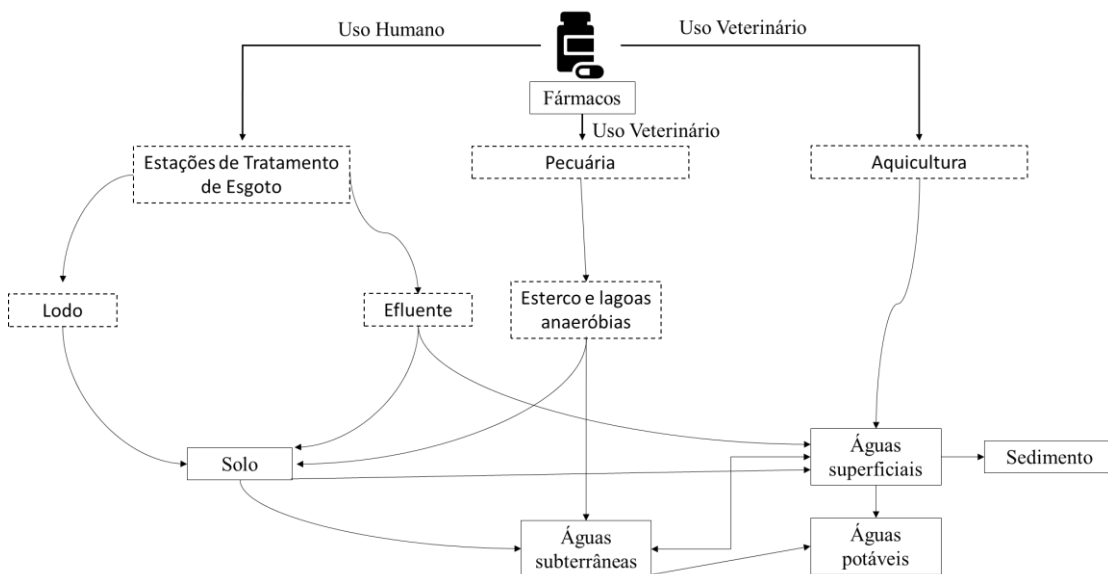 Uso Humano
Uso Veterinário
Fármacos
Uso Veterinário
Estações de Tratamento
de Esgoto
Pecuária
Aquicultura
Lodo
Efluente
Esterco e lagoas
anaeróbias
Solo
Águas
superficiais
Sedimento
Águas
subterrâneas
Águas
potáveis